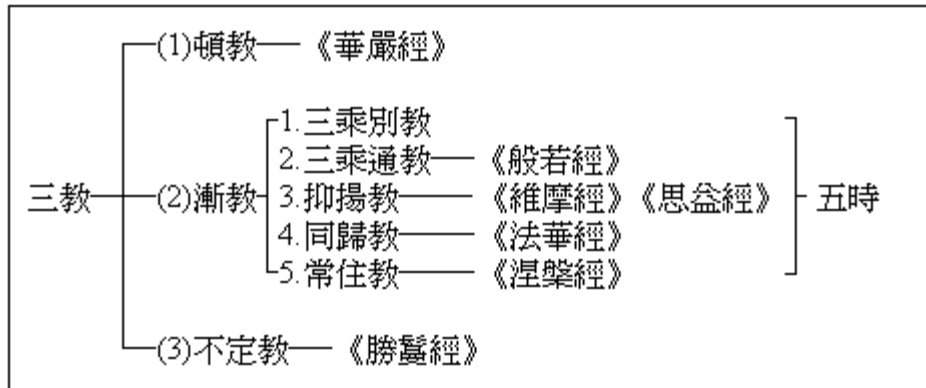 (1)頓教 《華嚴經》
1.三乘別教
2.三乘通教 《般若經》
三教 (2)漸教 3.抑揚教 《維摩經》《思益經》 五時
4.同歸教 《法華經》
5.常住教 《涅槃經》
(3)不定教 《勝鬘經》